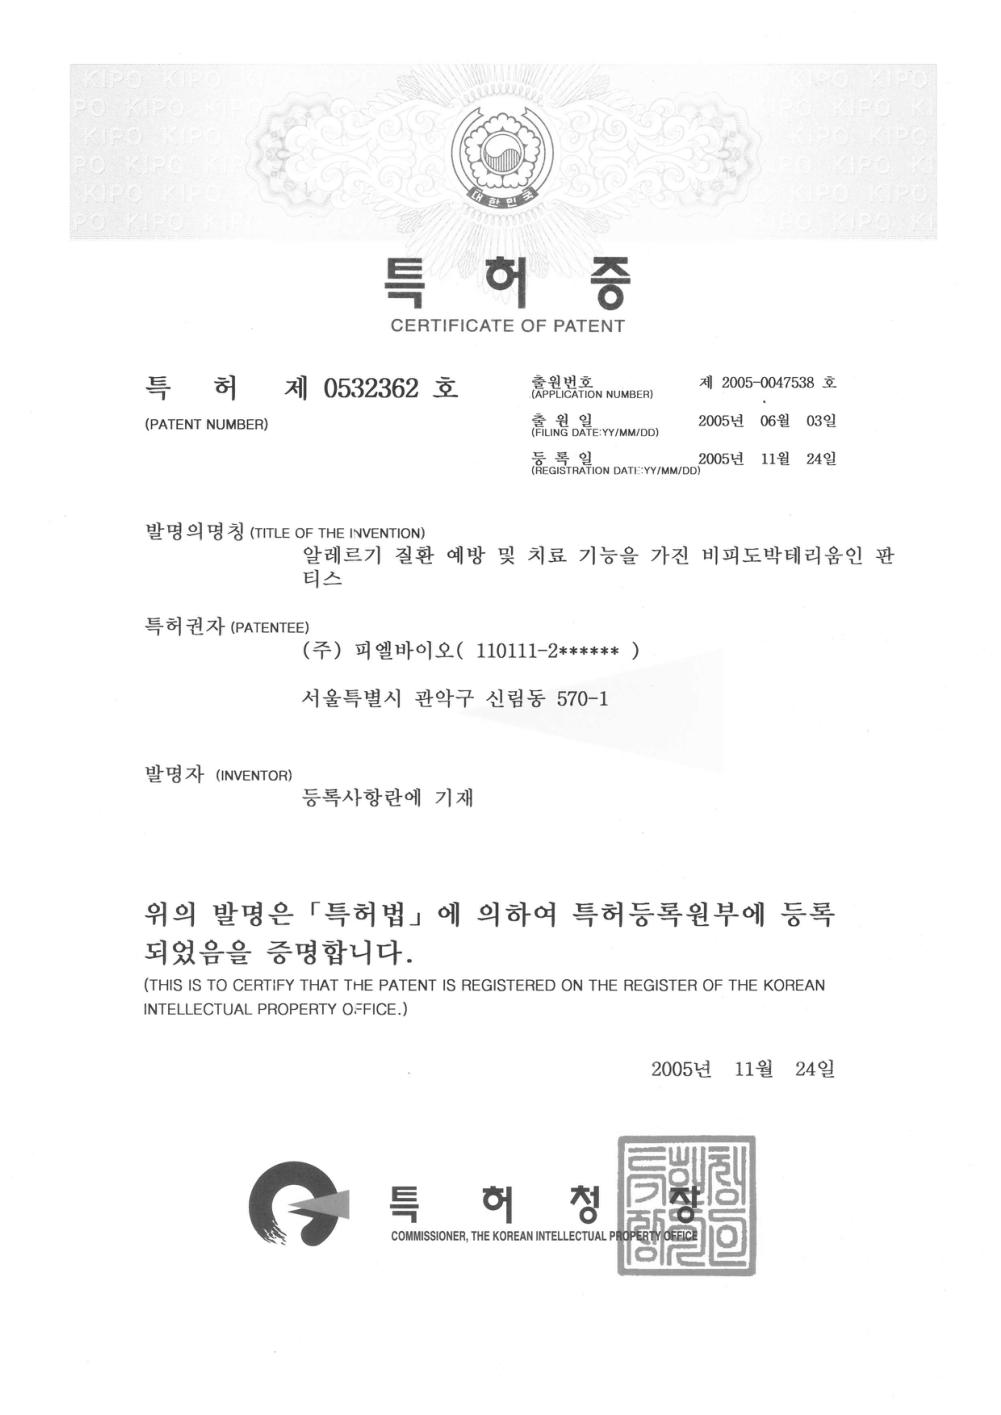 KIPO KIPO KIPO KIPO
대한민국
특 허 증
CERTIFICATE OF PATENT
특 허 제 0532362 호
(PATENT NUMBER)
출원번호 제 2005-0047538 호
(APPLICATION NUMBER)
출 원 일 2005년 06월 03일
(FILING DATE:YY/MM/DD)
등 록 일 2005년 11월 24일
(REGISTRATION DATE:YY/MM/DD)
발명의명칭 (TITLE OF THE INVENTION)
알레르기 질환 예방 및 치료 기능을 가진 비피도박테리움인 판
티스
특허권자 (PATENTEE)
(주) 피엘바이오( 110111-2****** )
서울특별시 관악구 신림동 570-1
발명자 (INVENTOR)
등록사항란에 기재
위의 발명은 「특허법」에 의하여 특허등록원부에 등록
되었음을 증명합니다.
(THIS IS TO CERTIFY THAT THE PATENT IS REGISTERED ON THE REGISTER OF THE KOREAN
INTELLECTUAL PROPERTY OFFICE.)
2005년 11월 24일
특 허 청 장
COMMISSIONER, THE KOREAN INTELLECTUAL PROPERTY OFFICE